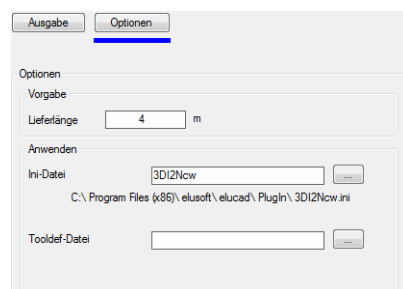 Ausgabe Optionen
Optionen
Vorgabe
Lieferlänge 4 m
Anwenden
Ini-Datei 3DI2Ncw ...
C:\ Program Files (x86)\ elusoft\ elucad\ PlugIn\ 3DI2Ncw.ini
Tooldef-Datei ...